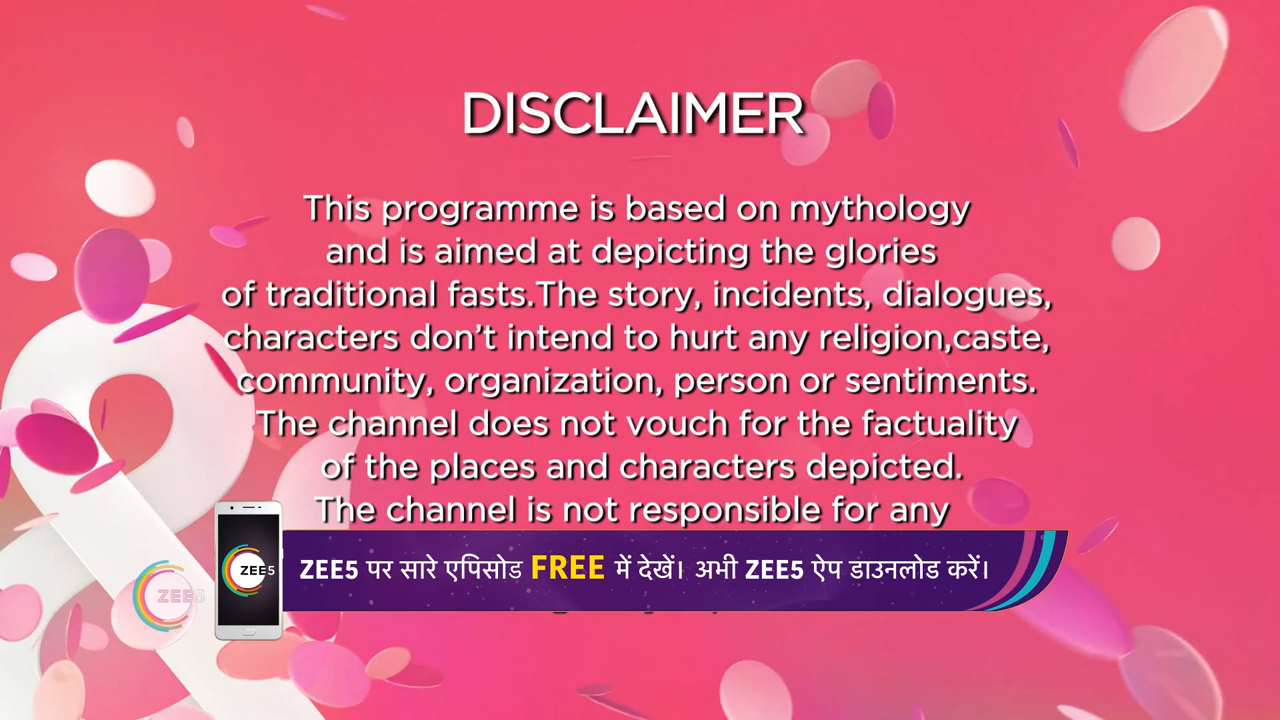 DISCLAIMER
This programme is based on mythology
and is aimed at depicting the glories
of traditional fasts.The story, incidents, dialogues,
characters don't intend to hurt any religion,caste,
community, organization, person or sentiments.
The channel does not vouch for the factuality
of the places and characters depicted.
The channel is not responsible for any
ZEE5 पर सारे एपिसोड FREE में देखें। अभी ZEE5 ऐप डाउनलोड करें।
ZEE5
ZEE5